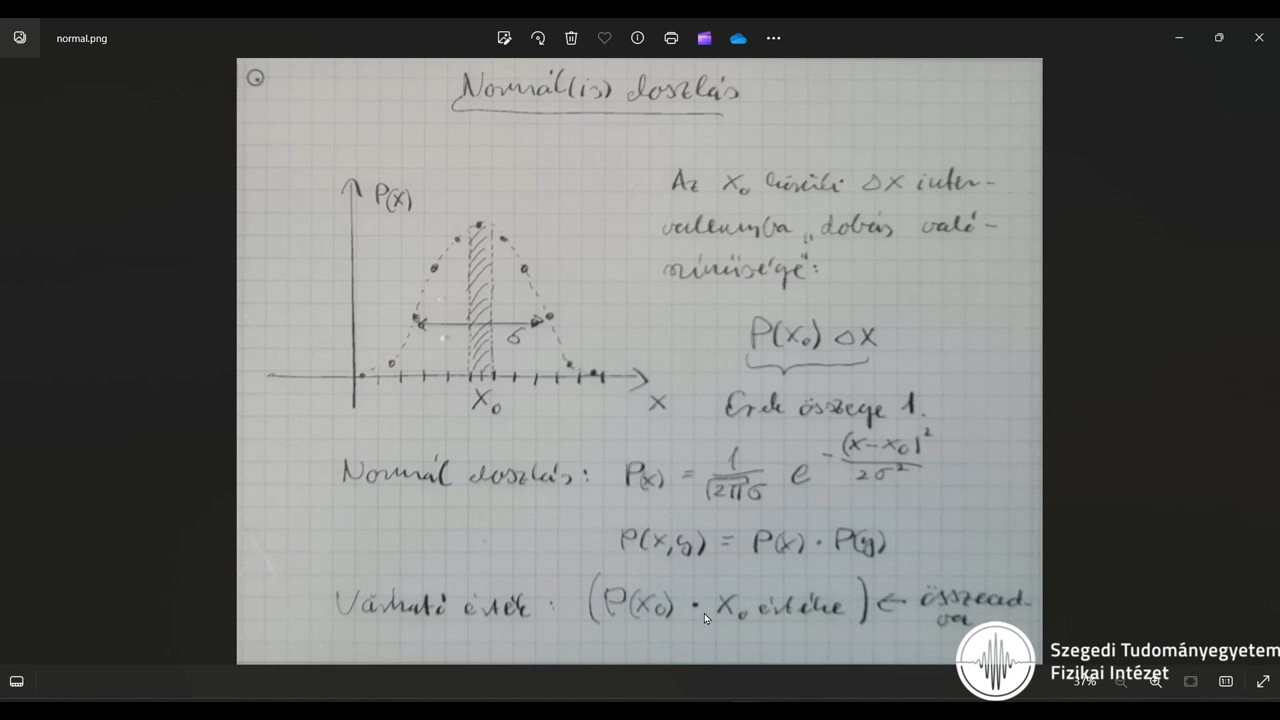 normal.png
Normál(is) eloszlás
P(x)
Az X₀ körüli Δx inter-
vallumba „dobás való-
színűsége":
σ
P(x₀) Δx
X₀
x
Ezek összege 1.
Normál eloszlás: P(x) = 1/(√(2π)σ) e^(-(x-x₀)²/(2σ²))
P(x,y) = P(x) · P(y)
Várható érték: (P(x₀) · X₀ értéke) ← összead-
va
Szegedi Tudományegyetem
Fizikai Intézet
37%